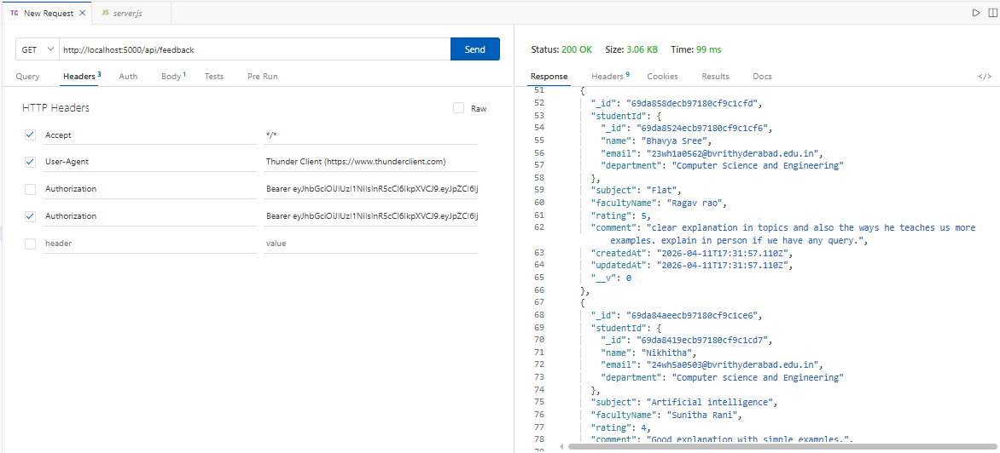 TC New Request × JS server.js
GET http://localhost:5000/api/feedback Send
Query Headers 3 Auth Body 1 Tests Pre Run
HTTP Headers Raw
Accept */*
User-Agent Thunder Client (https://www.thunderclient.com)
Authorization Bearer eyJhbGciOiJIUzI1NiIsInR5cCI6IkpXVCJ9.eyJpZCI6Ij
Authorization Bearer eyJhbGciOiJIUzI1NiIsInR5cCI6IkpXVCJ9.eyJpZCI6Ij
header value
Status: 200 OK Size: 3.06 KB Time: 99 ms
Response Headers 9 Cookies Results Docs </>
51 {
52 "_id": "69da858decb97180cf9c1cfd",
53 "studentId": {
54 "_id": "69da8524ecb97180cf9c1cf6",
55 "name": "Bhavya Sree",
56 "email": "23wh1a0562@bvrithyderabad.edu.in",
57 "department": "Computer Science and Engineering"
58 },
59 "subject": "Flat",
60 "facultyName": "Ragav rao",
61 "rating": 5,
62 "comment": "clear explanation in topics and also the ways he teaches us more
examples. explain in person if we have any query.",
63 "createdAt": "2026-04-11T17:31:57.110Z",
64 "updatedAt": "2026-04-11T17:31:57.110Z",
65 "__v": 0
66 },
67 {
68 "_id": "69da84aeecb97180cf9c1ce6",
69 "studentId": {
70 "_id": "69da8419ecb97180cf9c1cd7",
71 "name": "Nikhitha",
72 "email": "24wh5a0503@bvrithyderabad.edu.in",
73 "department": "Computer science and Engineering"
74 },
75 "subject": "Artificial intelligence",
76 "facultyName": "Sunitha Rani",
77 "rating": 4,
78 "comment": "Good explanation with simple examples.",
79